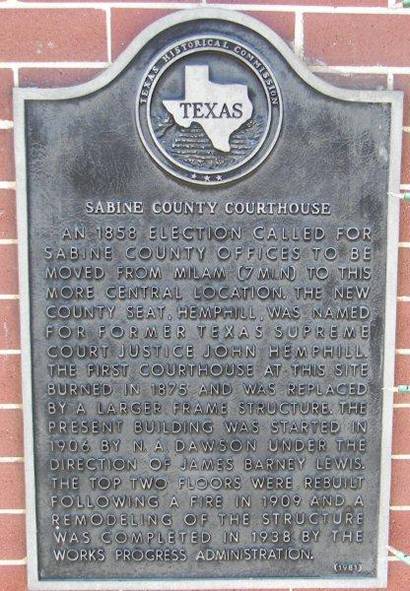 TEXAS HISTORICAL COMMISSION
TEXAS
SABINE COUNTY COURTHOUSE
AN 1858 ELECTION CALLED FOR
SABINE COUNTY OFFICES TO BE
MOVED FROM MILAM (7 MI.N) TO THIS
MORE CENTRAL LOCATION. THE NEW
COUNTY SEAT, HEMPHILL, WAS NAMED
FOR FORMER TEXAS SUPREME
COURT JUSTICE JOHN HEMPHILL.
THE FIRST COURTHOUSE AT THIS SITE
BURNED IN 1875 AND WAS REPLACED
BY A LARGER FRAME STRUCTURE. THE
PRESENT BUILDING WAS STARTED IN
1906 BY N. A. DAWSON UNDER THE
DIRECTION OF JAMES BARNEY LEWIS.
THE TOP TWO FLOORS WERE REBUILT
FOLLOWING A FIRE IN 1909 AND A
REMODELING OF THE STRUCTURE
WAS COMPLETED IN 1938 BY THE
WORKS PROGRESS ADMINISTRATION.
(1981)